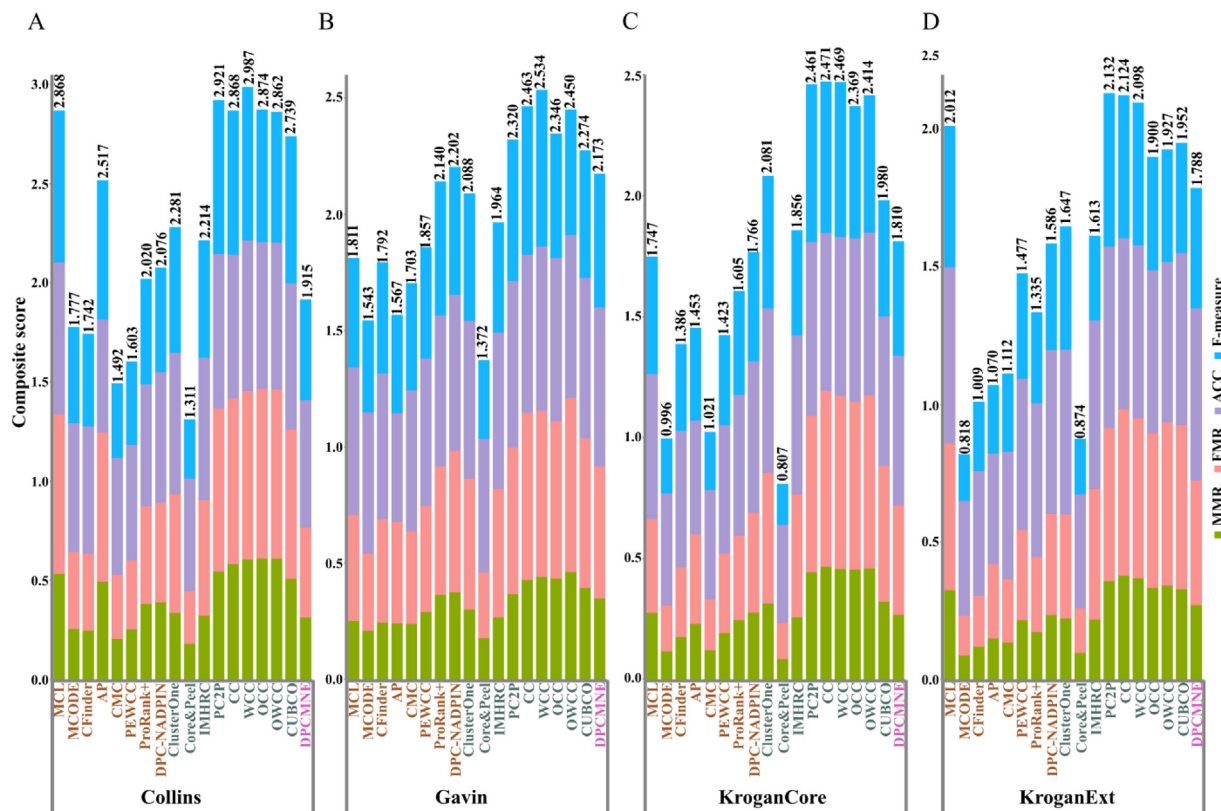 A
B
C
D
Composite score
3.0
2.5
2.0
1.5
1.0
0.5
0.0
2.868
1.777
1.742
2.517
1.492
1.603
2.020
2.076
2.281
1.311
2.214
2.921
2.868
2.987
2.874
2.862
2.739
1.915
MCL
MCODE
CFinder
AP
CMC
PEWCC
ProRank+
DPC-NADPIN
ClusterOne
Core&Peel
IMHRC
PC2P
CC
WCC
OCC
OWCC
CUBCO
DPCMNE
Collins
2.5
2.0
1.5
1.0
0.5
0.0
1.811
1.543
1.792
1.567
1.703
1.857
2.140
2.202
2.088
1.372
1.964
2.320
2.463
2.534
2.346
2.450
2.274
2.173
MCL
MCODE
CFinder
AP
CMC
PEWCC
ProRank+
DPC-NADPIN
ClusterOne
Core&Peel
IMHRC
PC2P
CC
WCC
OCC
OWCC
CUBCO
DPCMNE
Gavin
2.5
2.0
1.5
1.0
0.5
0.0
1.747
0.996
1.386
1.453
1.021
1.423
1.605
1.766
2.081
0.807
1.856
2.461
2.471
2.469
2.369
2.414
1.980
1.810
MCL
MCODE
CFinder
AP
CMC
PEWCC
ProRank+
DPC-NADPIN
ClusterOne
Core&Peel
IMHRC
PC2P
CC
WCC
OCC
OWCC
CUBCO
DPCMNE
KroganCore
2.5
2.0
1.5
1.0
0.5
0.0
2.012
0.818
1.009
1.070
1.112
1.477
1.335
1.586
1.647
0.874
1.613
2.132
2.124
2.098
1.900
1.927
1.952
1.788
MCL
MCODE
CFinder
AP
CMC
PEWCC
ProRank+
DPC-NADPIN
ClusterOne
Core&Peel
IMHRC
PC2P
CC
WCC
OCC
OWCC
CUBCO
DPCMNE
KroganExt
MMR
FMR
ACC
F-measure